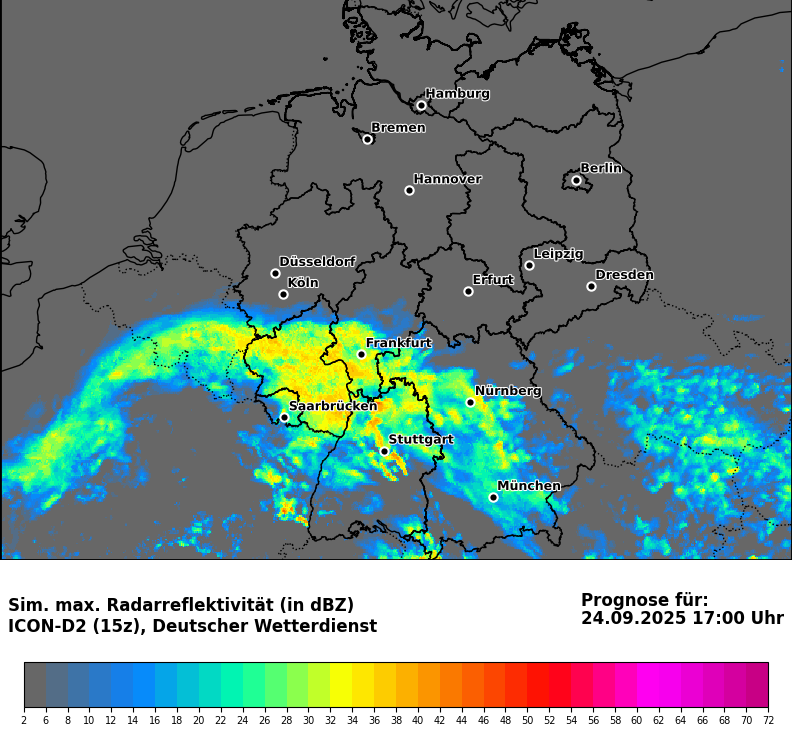 Hamburg
Bremen
Berlin
Hannover
Leipzig
Düsseldorf
Dresden
Köln
Erfurt
Frankfurt
Nürnberg
Saarbrücken
Stuttgart
München
Sim. max. Radarreflektivität (in dBZ)
ICON-D2 (15z), Deutscher Wetterdienst
Prognose für:
24.09.2025 17:00 Uhr
2 6 8 10 12 14 16 18 20 22 24 26 28 30 32 34 36 38 40 42 44 46 48 50 52 54 56 58 60 62 64 66 68 70 72